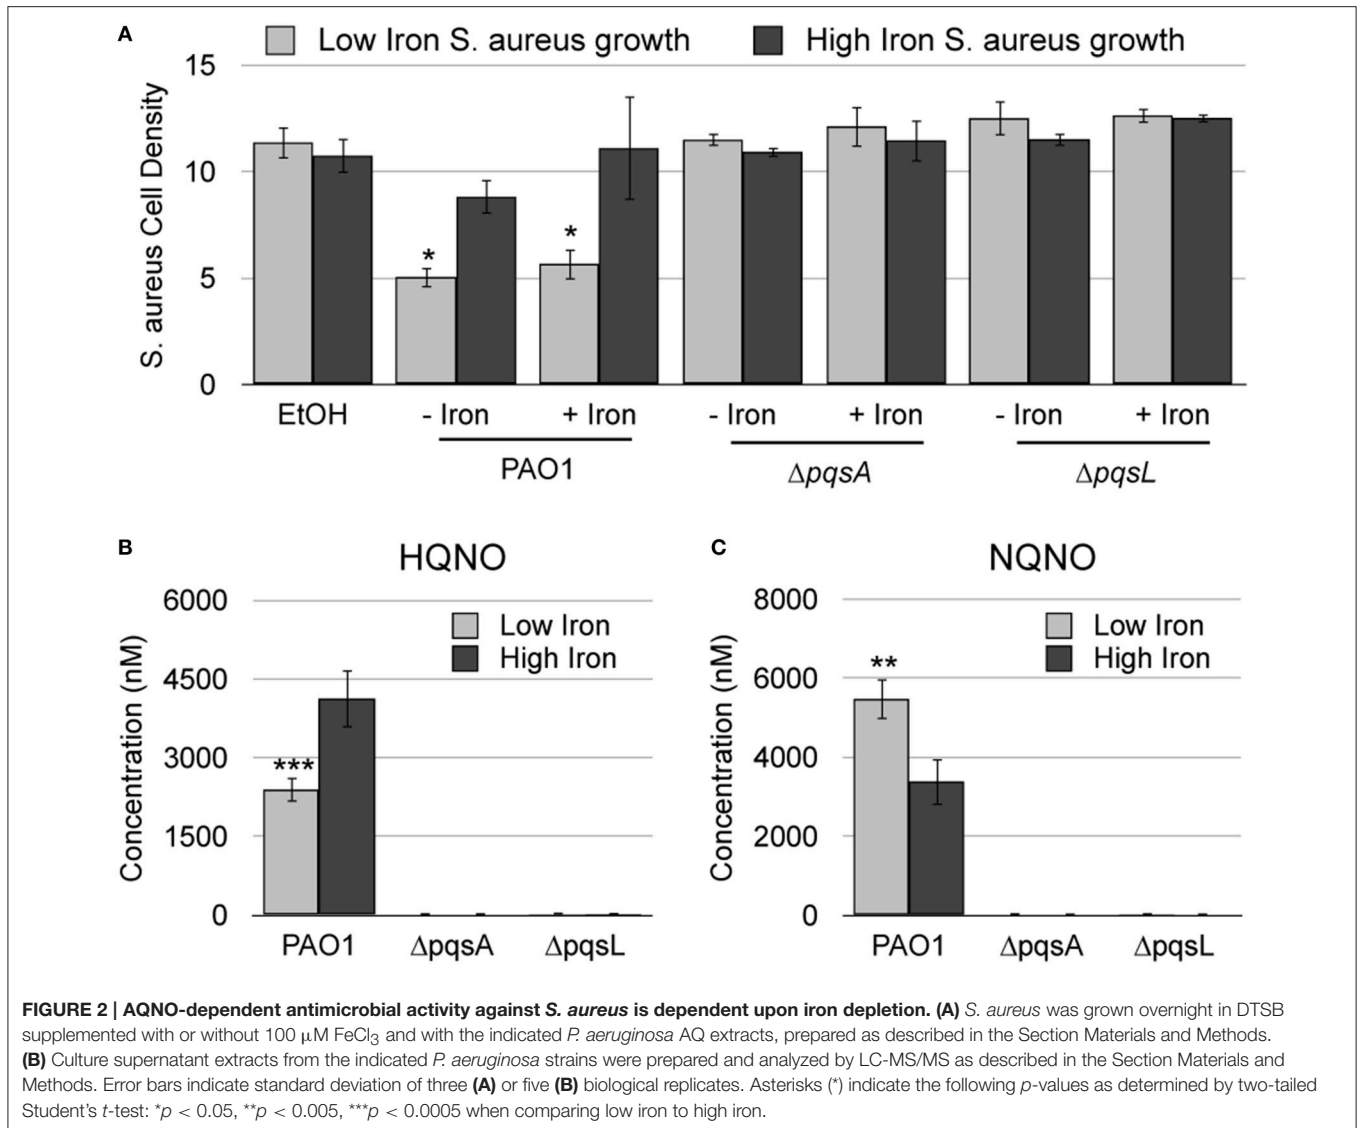 A
Low Iron S. aureus growth
High Iron S. aureus growth
S. aureus Cell Density
15
10
5
0
*
*
EtOH
- Iron
+ Iron
- Iron
+ Iron
- Iron
+ Iron
PAO1
ΔpqsA
ΔpqsL
B
HQNO
Concentration (nM)
6000
4500
3000
1500
0
Low Iron
High Iron
***
PAO1
ΔpqsA
ΔpqsL
C
NQNO
Concentration (nM)
8000
6000
4000
2000
0
Low Iron
High Iron
**
PAO1
ΔpqsA
ΔpqsL
FIGURE 2 | AQNO-dependent antimicrobial activity against S. aureus is dependent upon iron depletion. (A) S. aureus was grown overnight in DTSB
supplemented with or without 100 μM FeCl₃ and with the indicated P. aeruginosa AQ extracts, prepared as described in the Section Materials and Methods.
(B) Culture supernatant extracts from the indicated P. aeruginosa strains were prepared and analyzed by LC-MS/MS as described in the Section Materials and
Methods. Error bars indicate standard deviation of three (A) or five (B) biological replicates. Asterisks (*) indicate the following p-values as determined by two-tailed
Student's t-test: *p < 0.05, **p < 0.005, ***p < 0.0005 when comparing low iron to high iron.